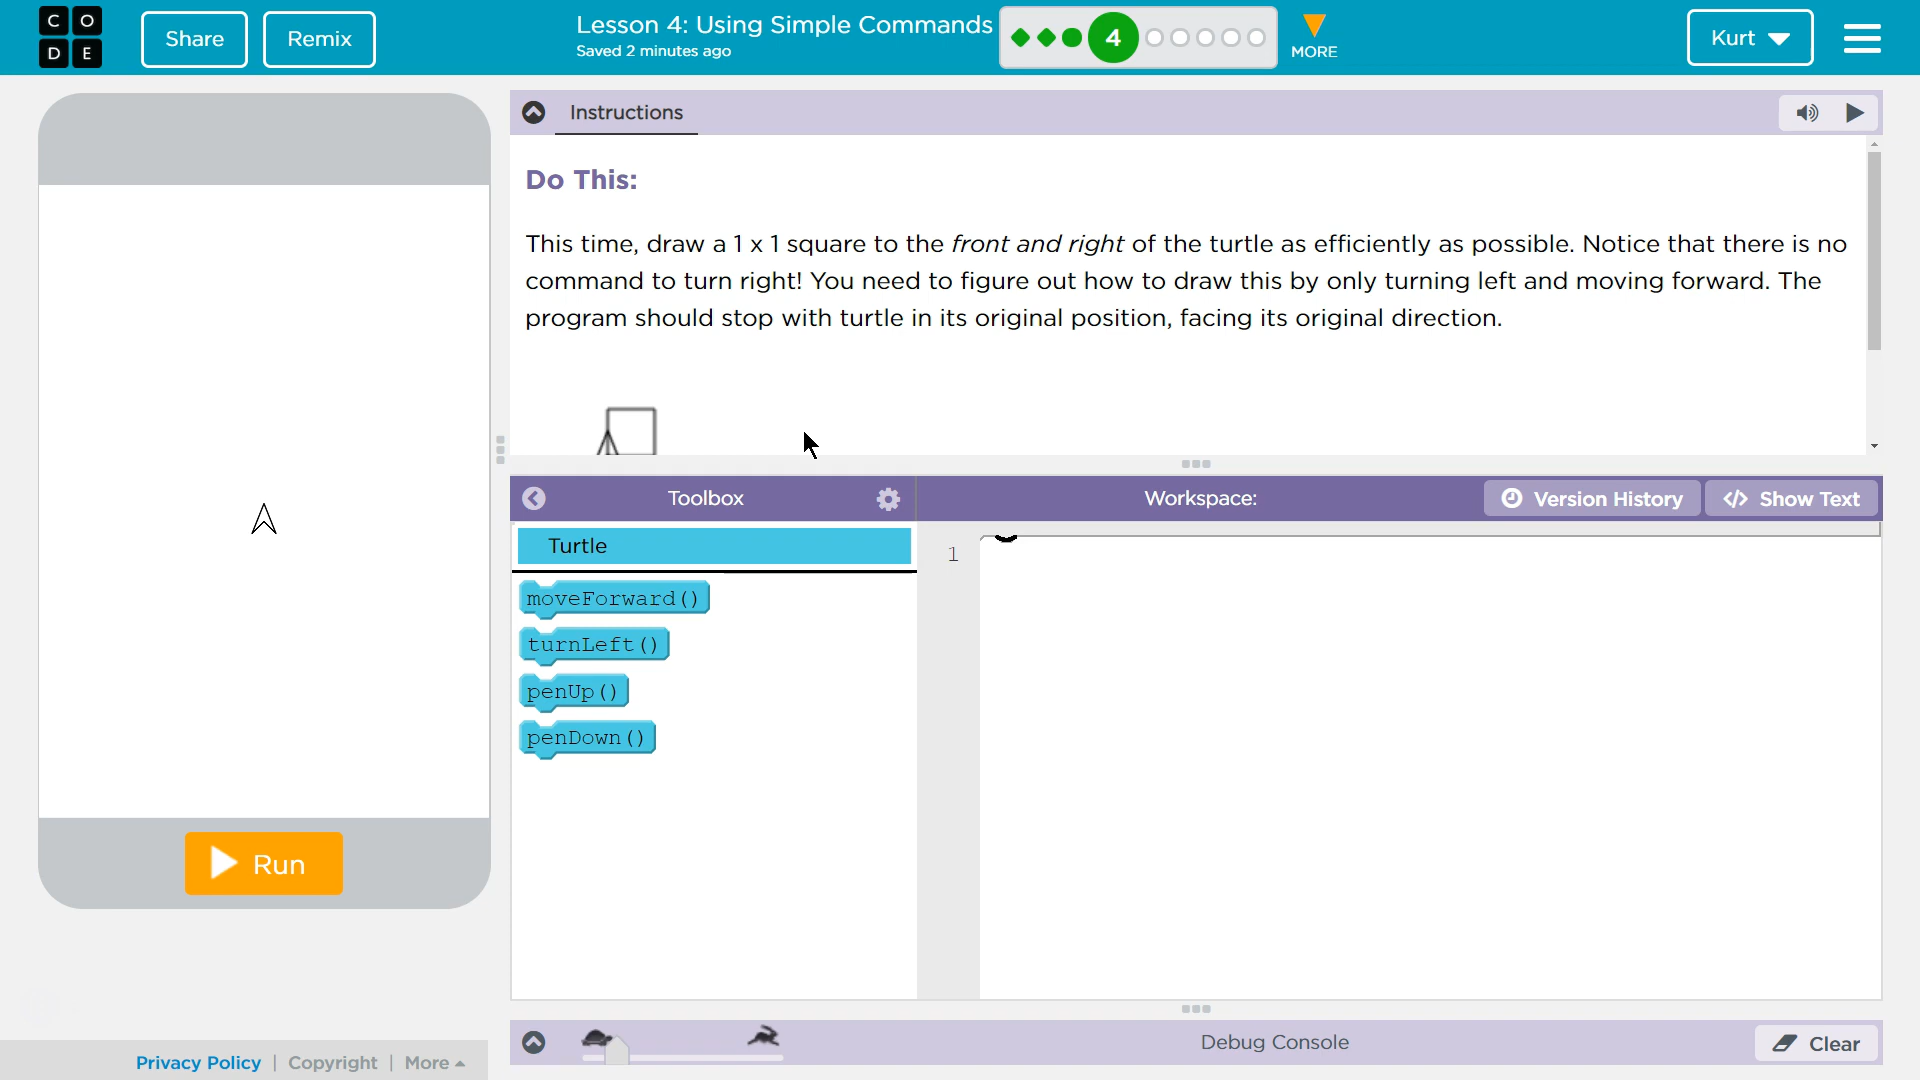 C O
D E
Share
Remix
Lesson 4: Using Simple Commands
Saved 2 minutes ago
4
MORE
Kurt
Instructions
Do This:
This time, draw a 1 x 1 square to the front and right of the turtle as efficiently as possible. Notice that there is no
command to turn right! You need to figure out how to draw this by only turning left and moving forward. The
program should stop with turtle in its original position, facing its original direction.
Toolbox
Workspace:
Version History
</> Show Text
Turtle
1
moveForward()
turnLeft()
penUp()
penDown()
Run
Debug Console
Clear
Privacy Policy | Copyright | More